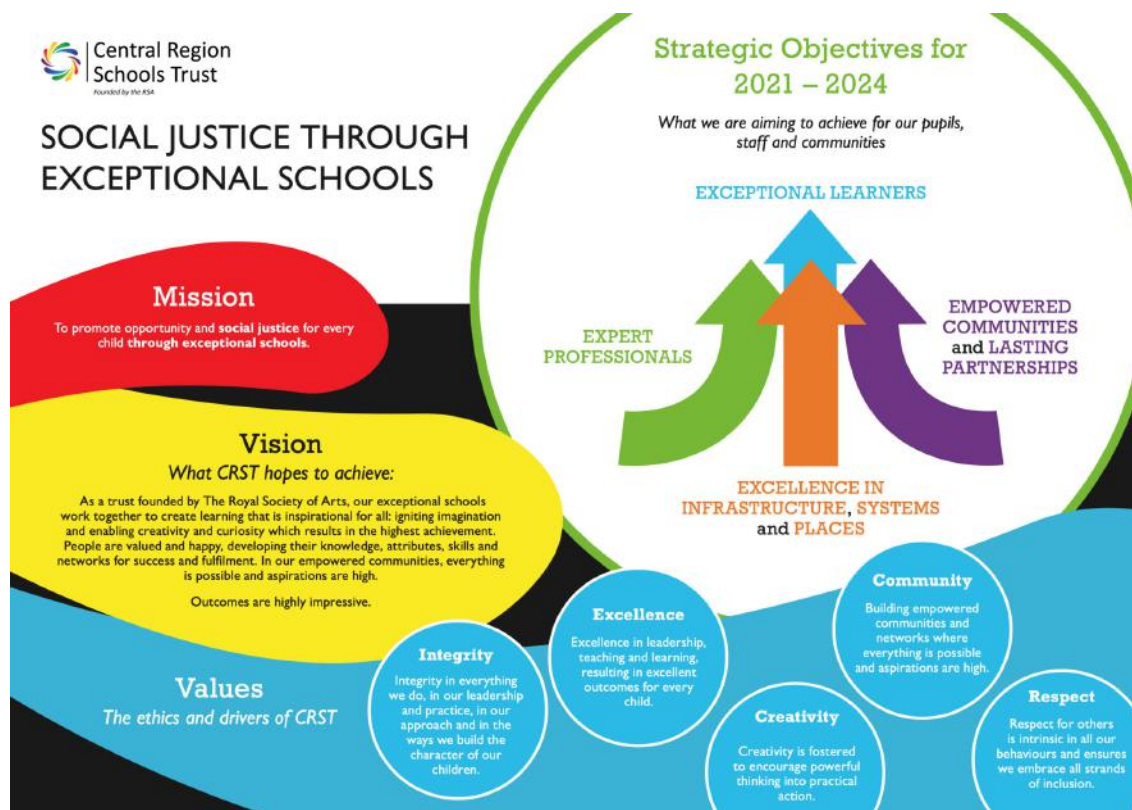 Central Region
Schools Trust
Founded by the RSA
SOCIAL JUSTICE THROUGH
EXCEPTIONAL SCHOOLS
Mission
To promote opportunity and social justice for every
child through exceptional schools.
Vision
What CRST hopes to achieve:
As a trust founded by The Royal Society of Arts, our exceptional schools
work together to create learning that is inspirational for all: igniting imagination
and enabling creativity and curiosity which results in the highest achievement.
People are valued and happy, developing their knowledge, attributes, skills and
networks for success and fulfilment. In our empowered communities, everything
is possible and aspirations are high.
Outcomes are highly impressive.
Strategic Objectives for
2021 – 2024
What we are aiming to achieve for our pupils,
staff and communities
EXCEPTIONAL LEARNERS
EXPERT
PROFESSIONALS
EMPOWERED
COMMUNITIES
and LASTING
PARTNERSHIPS
EXCELLENCE IN
INFRASTRUCTURE, SYSTEMS
and PLACES
Values
The ethics and drivers of CRST
Integrity
Integrity in everything
we do, in our leadership
and practice, in our
approach and in the
ways we build the
character of our
children.
Excellence
Excellence in leadership,
teaching and learning,
resulting in excellent
outcomes for every
child.
Creativity
Creativity is fostered
to encourage powerful
thinking into practical
action.
Community
Building empowered
communities and
networks where
everything is possible
and aspirations are high.
Respect
Respect for others
is intrinsic in all our
behaviours and ensures
we embrace all strands
of inclusion.